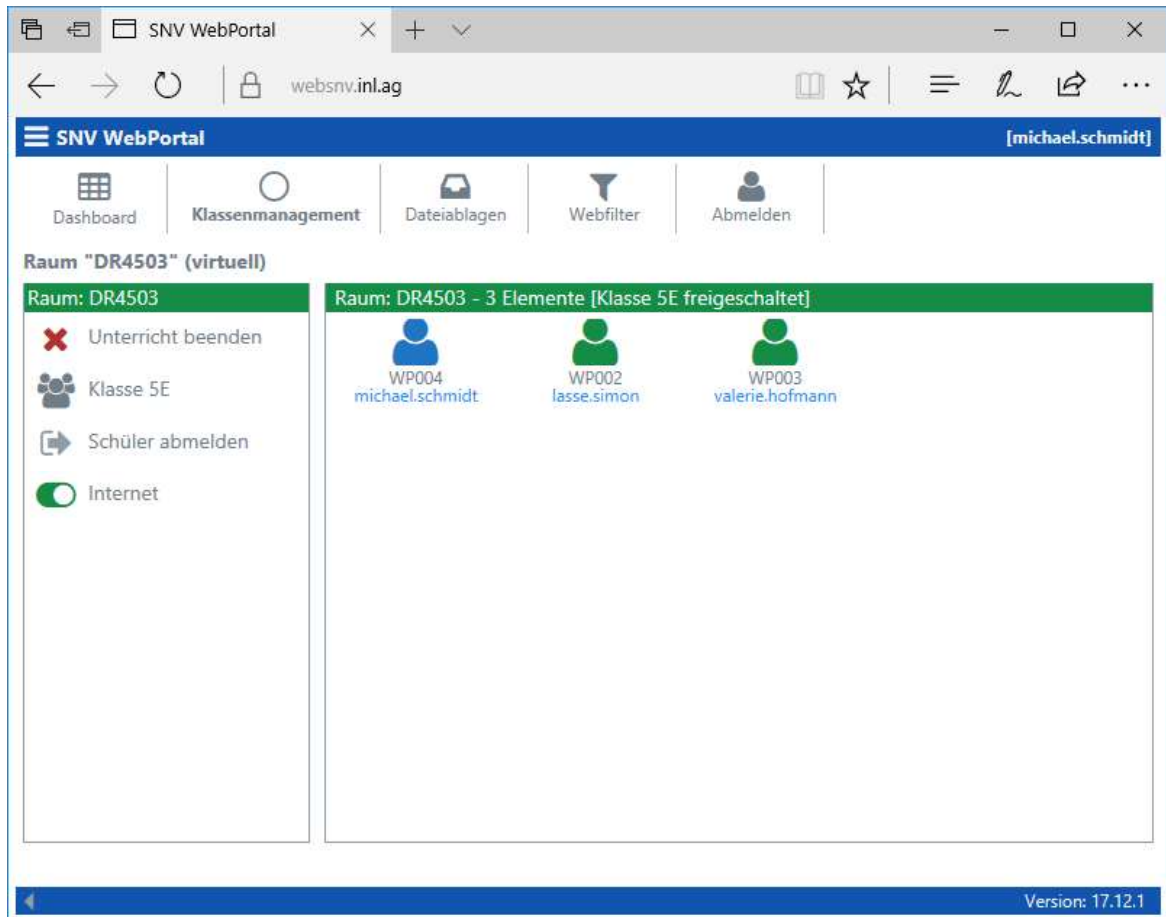 SNV WebPortal
websnv.inl.ag
SNV WebPortal [michael.schmidt]
Dashboard Klassenmanagement Dateiablagen Webfilter Abmelden
Raum "DR4503" (virtuell)
Raum: DR4503
Unterricht beenden
Klasse 5E
Schüler abmelden
Internet
Raum: DR4503 - 3 Elemente [Klasse 5E freigeschaltet]
WP004 WP002 WP003
michael.schmidt lasse.simon valerie.hofmann
Version: 17.12.1